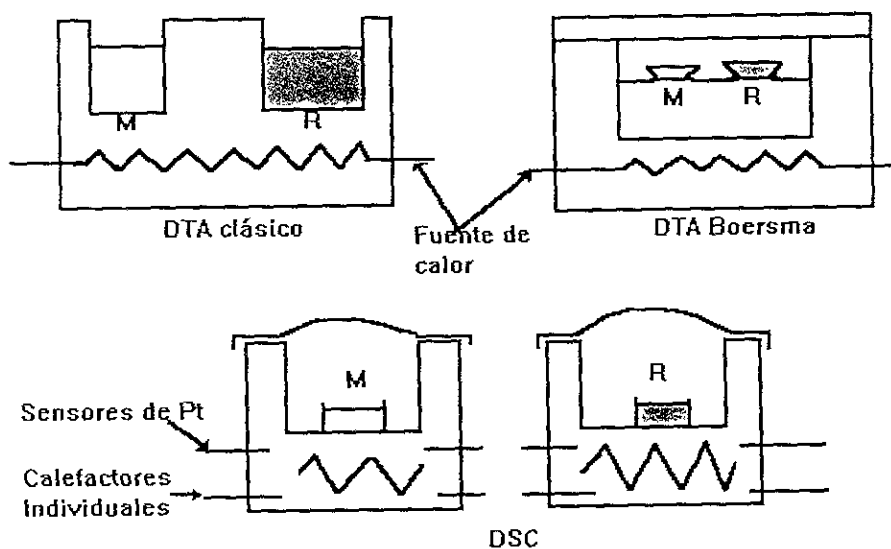 M
R
DTA clásico
M
R
DTA Boersma
Fuente de
calor
M
R
Sensores de Pt
Calefactores
Individuales
DSC